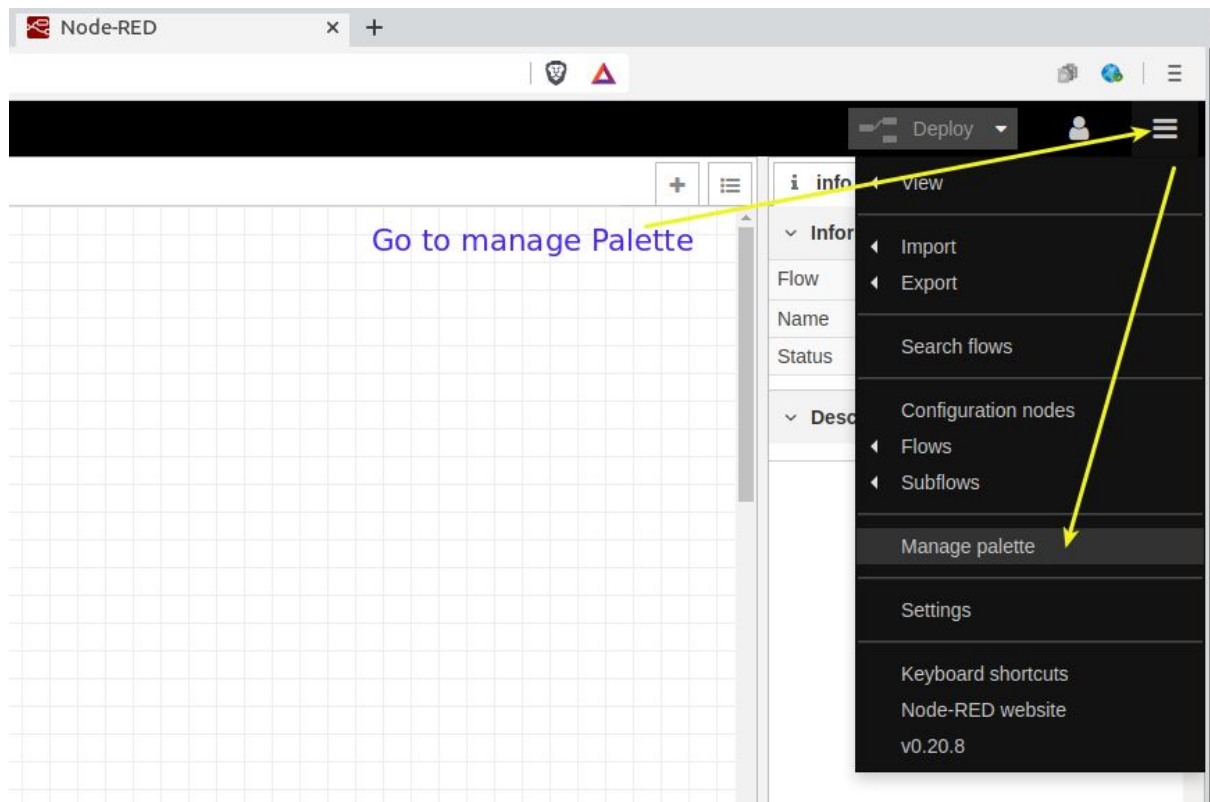 Node-RED
Deploy
info
View
Go to manage Palette
Infor
Import
Flow
Export
Name
Search flows
Status
Configuration nodes
Desc
Flows
Subflows
Manage palette
Settings
Keyboard shortcuts
Node-RED website
v0.20.8